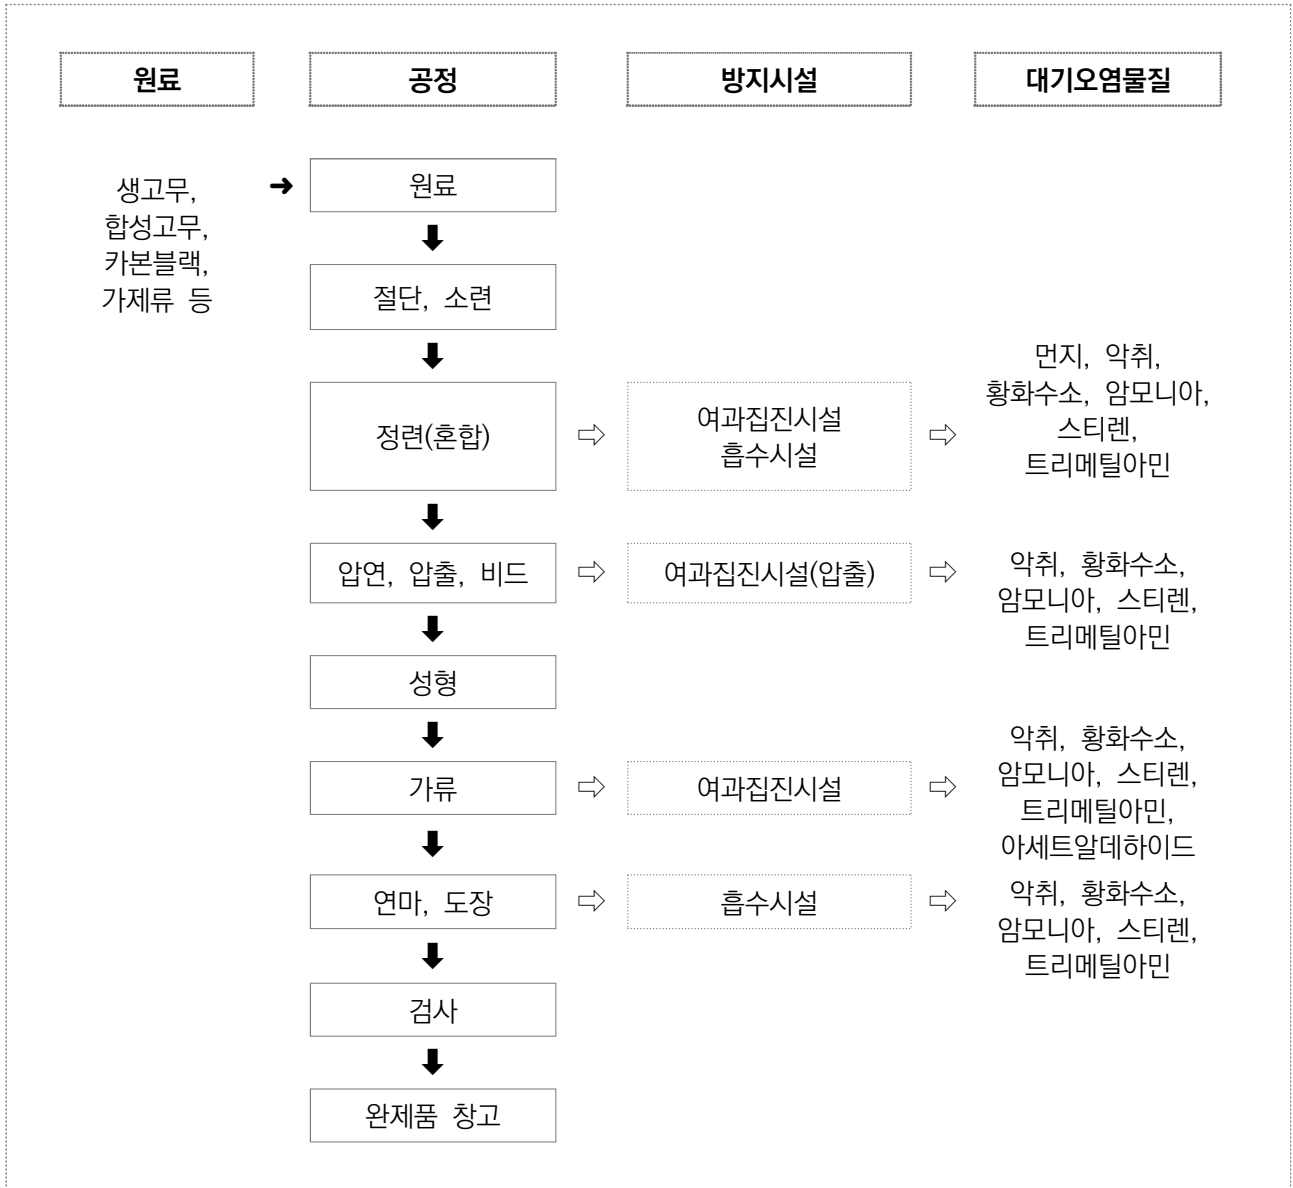 원료
공정
방지시설
대기오염물질
생고무,
합성고무,
카본블랙,
가제류 등
원료
절단, 소련
정련(혼합)
여과집진시설
흡수시설
먼지, 악취,
황화수소, 암모니아,
스티렌,
트리메틸아민
압연, 압출, 비드
여과집진시설(압출)
악취, 황화수소,
암모니아, 스티렌,
트리메틸아민
성형
가류
여과집진시설
악취, 황화수소,
암모니아, 스티렌,
트리메틸아민,
아세트알데하이드
연마, 도장
흡수시설
악취, 황화수소,
암모니아, 스티렌,
트리메틸아민
검사
완제품 창고